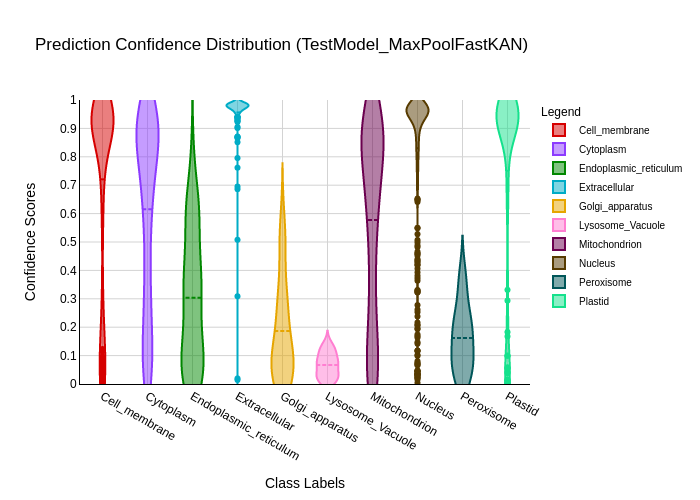 Prediction Confidence Distribution (TestModel_MaxPoolFastKAN)
Confidence Scores
1
0.9
0.8
0.7
0.6
0.5
0.4
0.3
0.2
0.1
0
Cell_membrane
Cytoplasm
Endoplasmic_reticulum
Extracellular
Golgi_apparatus
Lysosome_Vacuole
Mitochondrion
Nucleus
Peroxisome
Plastid
Class Labels
Legend
Cell_membrane
Cytoplasm
Endoplasmic_reticulum
Extracellular
Golgi_apparatus
Lysosome_Vacuole
Mitochondrion
Nucleus
Peroxisome
Plastid